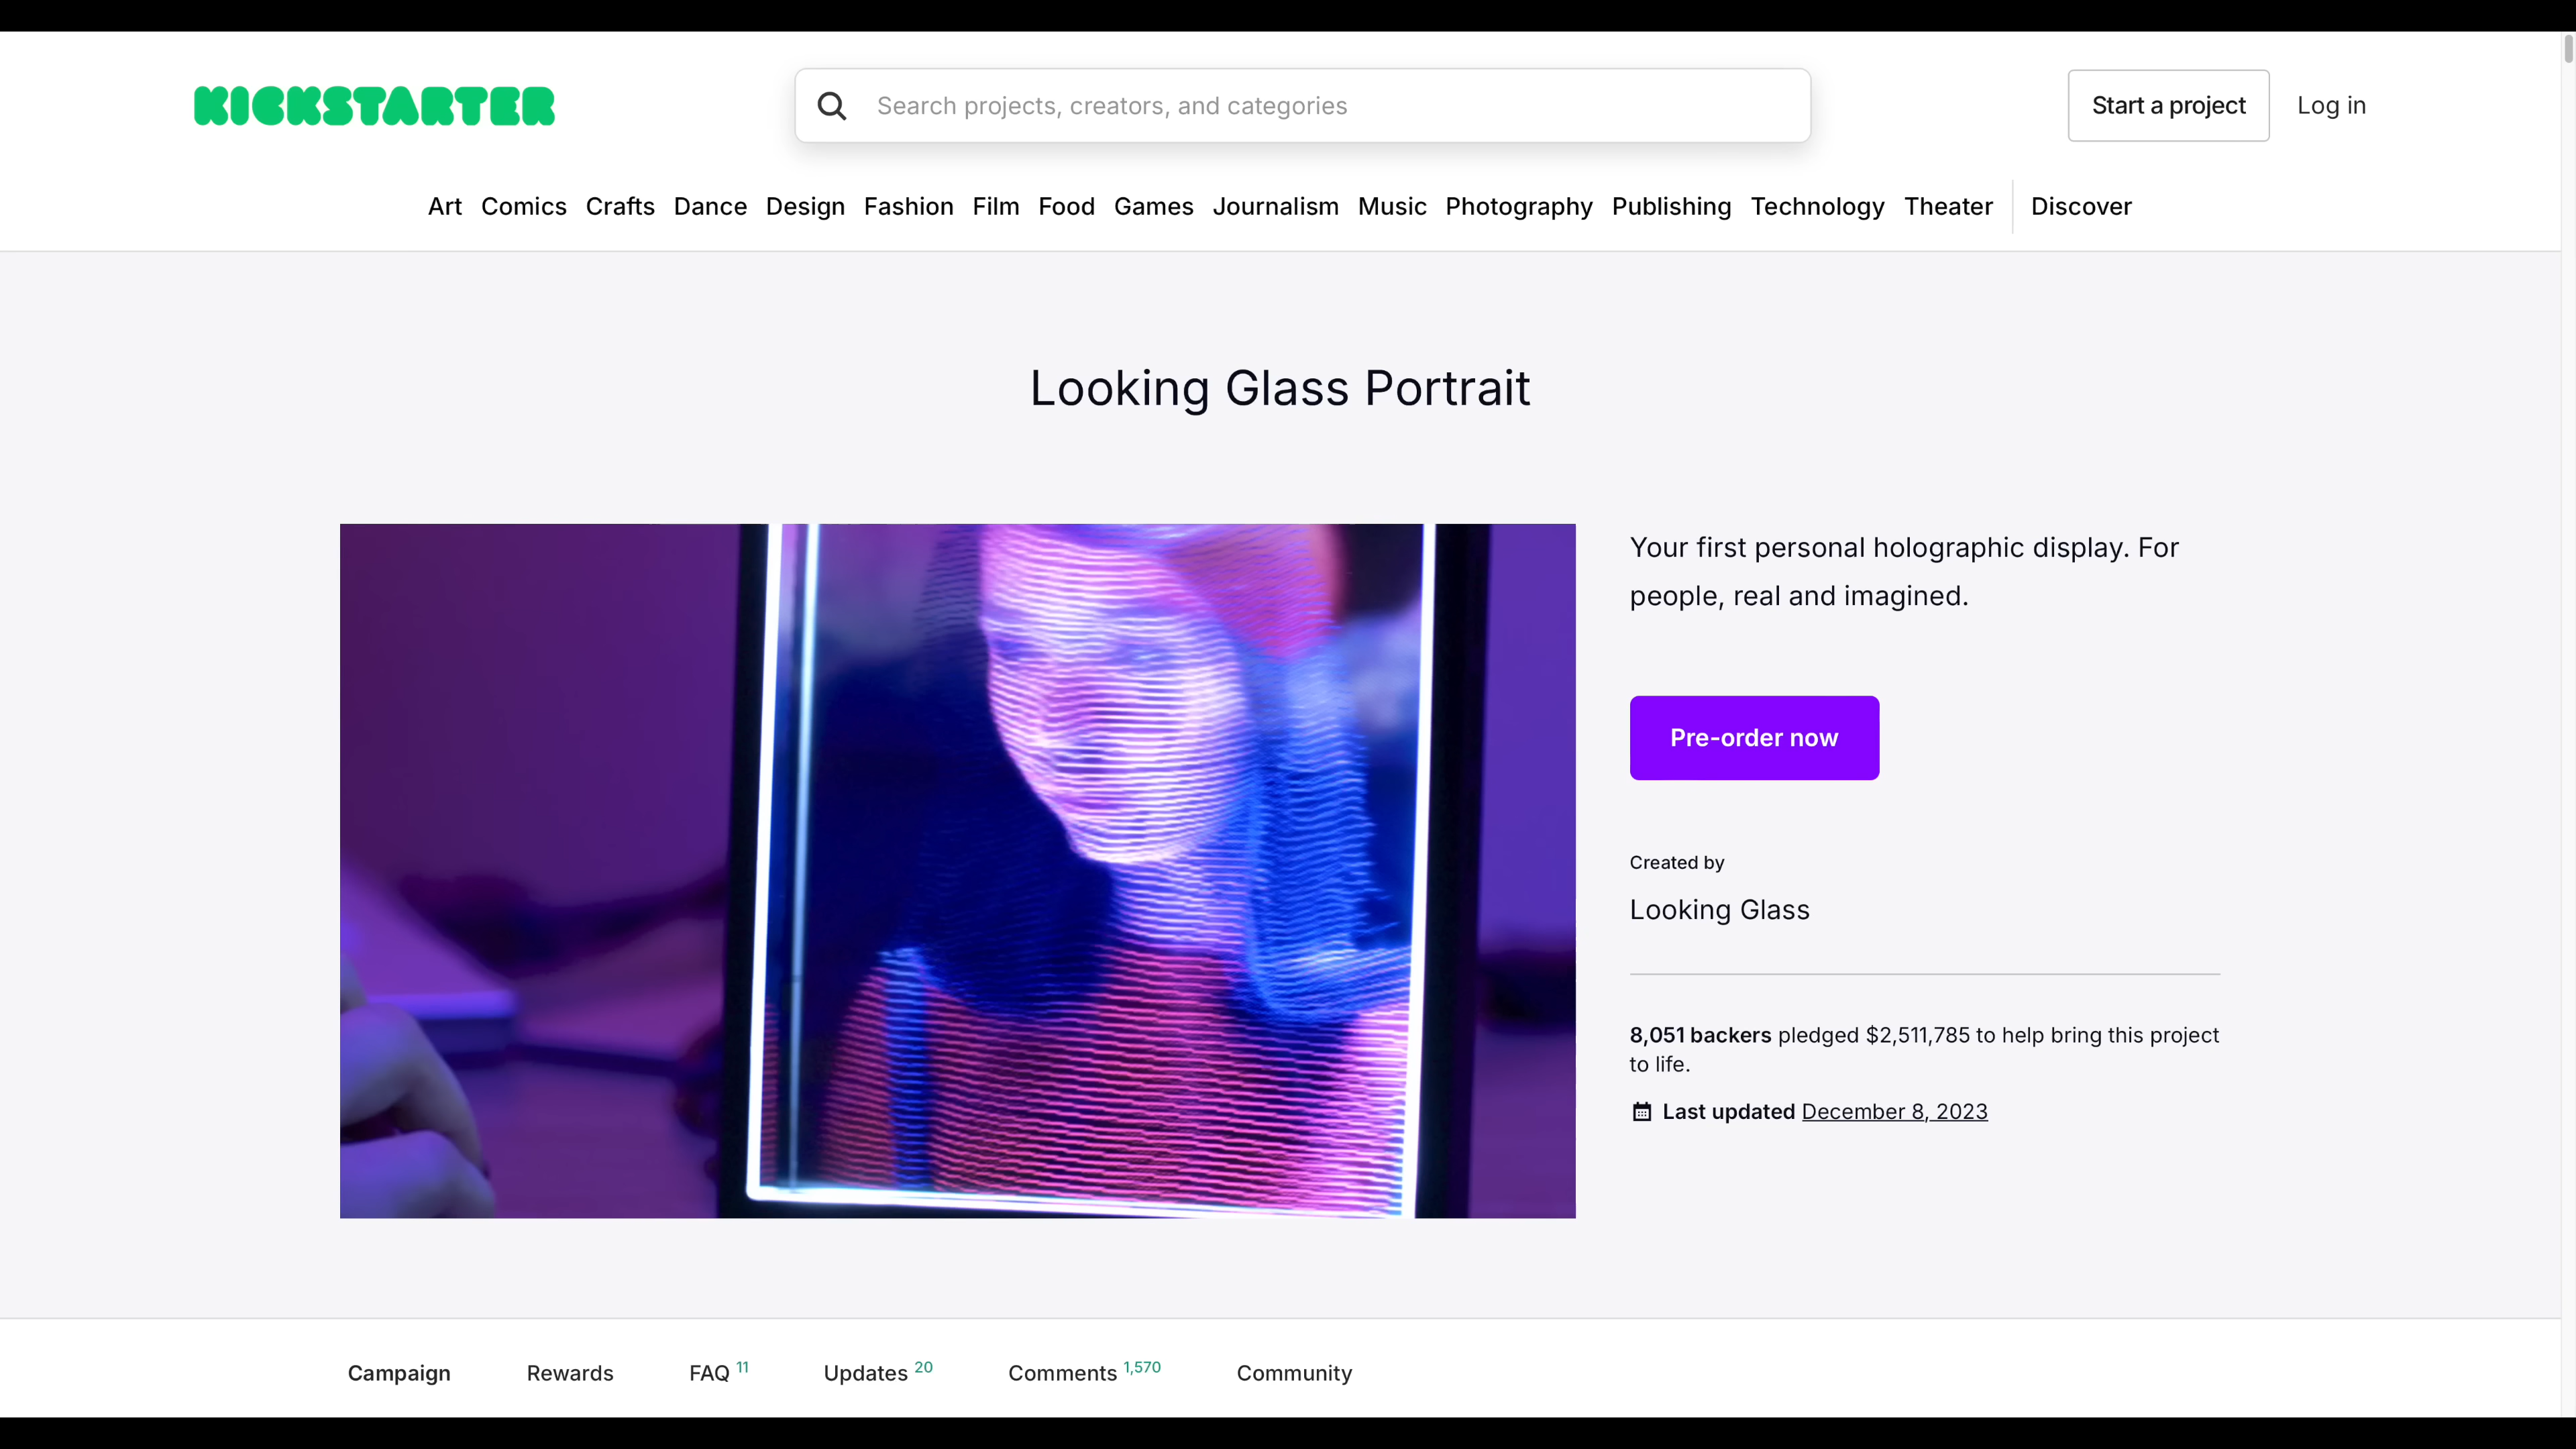 KICKSTARTER
Search projects, creators, and categories
Start a project
Log in
Art Comics Crafts Dance Design Fashion Film Food Games Journalism Music Photography Publishing Technology Theater Discover
Looking Glass Portrait
Your first personal holographic display. For
people, real and imagined.
Pre-order now
Created by
Looking Glass
8,051 backers pledged $2,511,785 to help bring this project
to life.
Last updated December 8, 2023
Campaign Rewards FAQ 11 Updates 20 Comments 1,570 Community